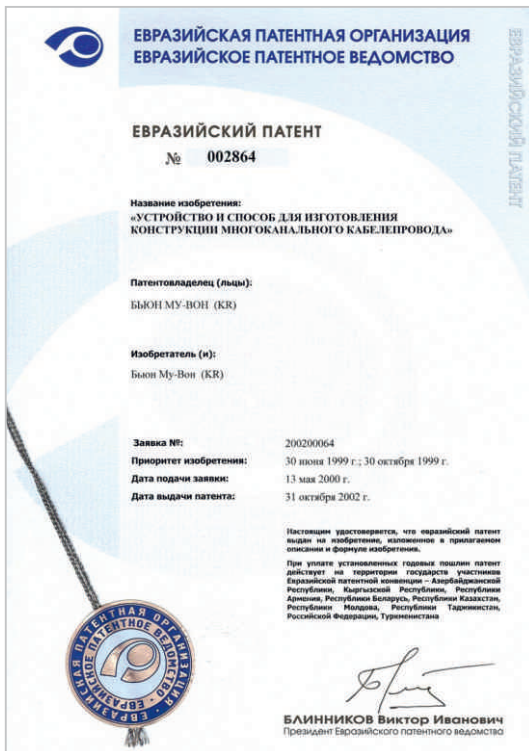 ЕВРАЗИЙСКАЯ ПАТЕНТНАЯ ОРГАНИЗАЦИЯ
ЕВРАЗИЙСКОЕ ПАТЕНТНОЕ ВЕДОМСТВО
ЕВРАЗИЙСКИЙ ПАТЕНТ
ЕВРАЗИЙСКИЙ ПАТЕНТ
№ 002864
Название изобретения:
«УСТРОЙСТВО И СПОСОБ ДЛЯ ИЗГОТОВЛЕНИЯ
КОНСТРУКЦИИ МНОГОКАНАЛЬНОГО КАБЕЛЕПРОВОДА»
Патентовладелец (льцы):
БЬЮН МУ-ВОН (KR)
Изобретатель (и):
Бьюн Му-Вон (KR)
Заявка №: 200200064
Приоритет изобретения: 30 июня 1999 г.; 30 октября 1999 г.
Дата подачи заявки: 13 мая 2000 г.
Дата выдачи патента: 31 октября 2002 г.
Настоящим удостоверяется, что евразийский патент
выдан на изобретение, изложенное в прилагаемом
описании и формуле изобретения.
При уплате установленных годовых пошлин патент
действует на территории государств участников
Евразийской патентной конвенции – Азербайджанской
Республики, Кыргызской Республики, Республики
Армения, Республики Беларусь, Республики Казахстан,
Республики Молдова, Республики Таджикистан,
Российской Федерации, Туркменистана
ЕВРАЗИЙСКАЯ ПАТЕНТНАЯ ОРГАНИЗАЦИЯ
ЕВРАЗИЙСКОЕ ПАТЕНТНОЕ ВЕДОМСТВО
БЛИННИКОВ Виктор Иванович
Президент Евразийского патентного ведомства